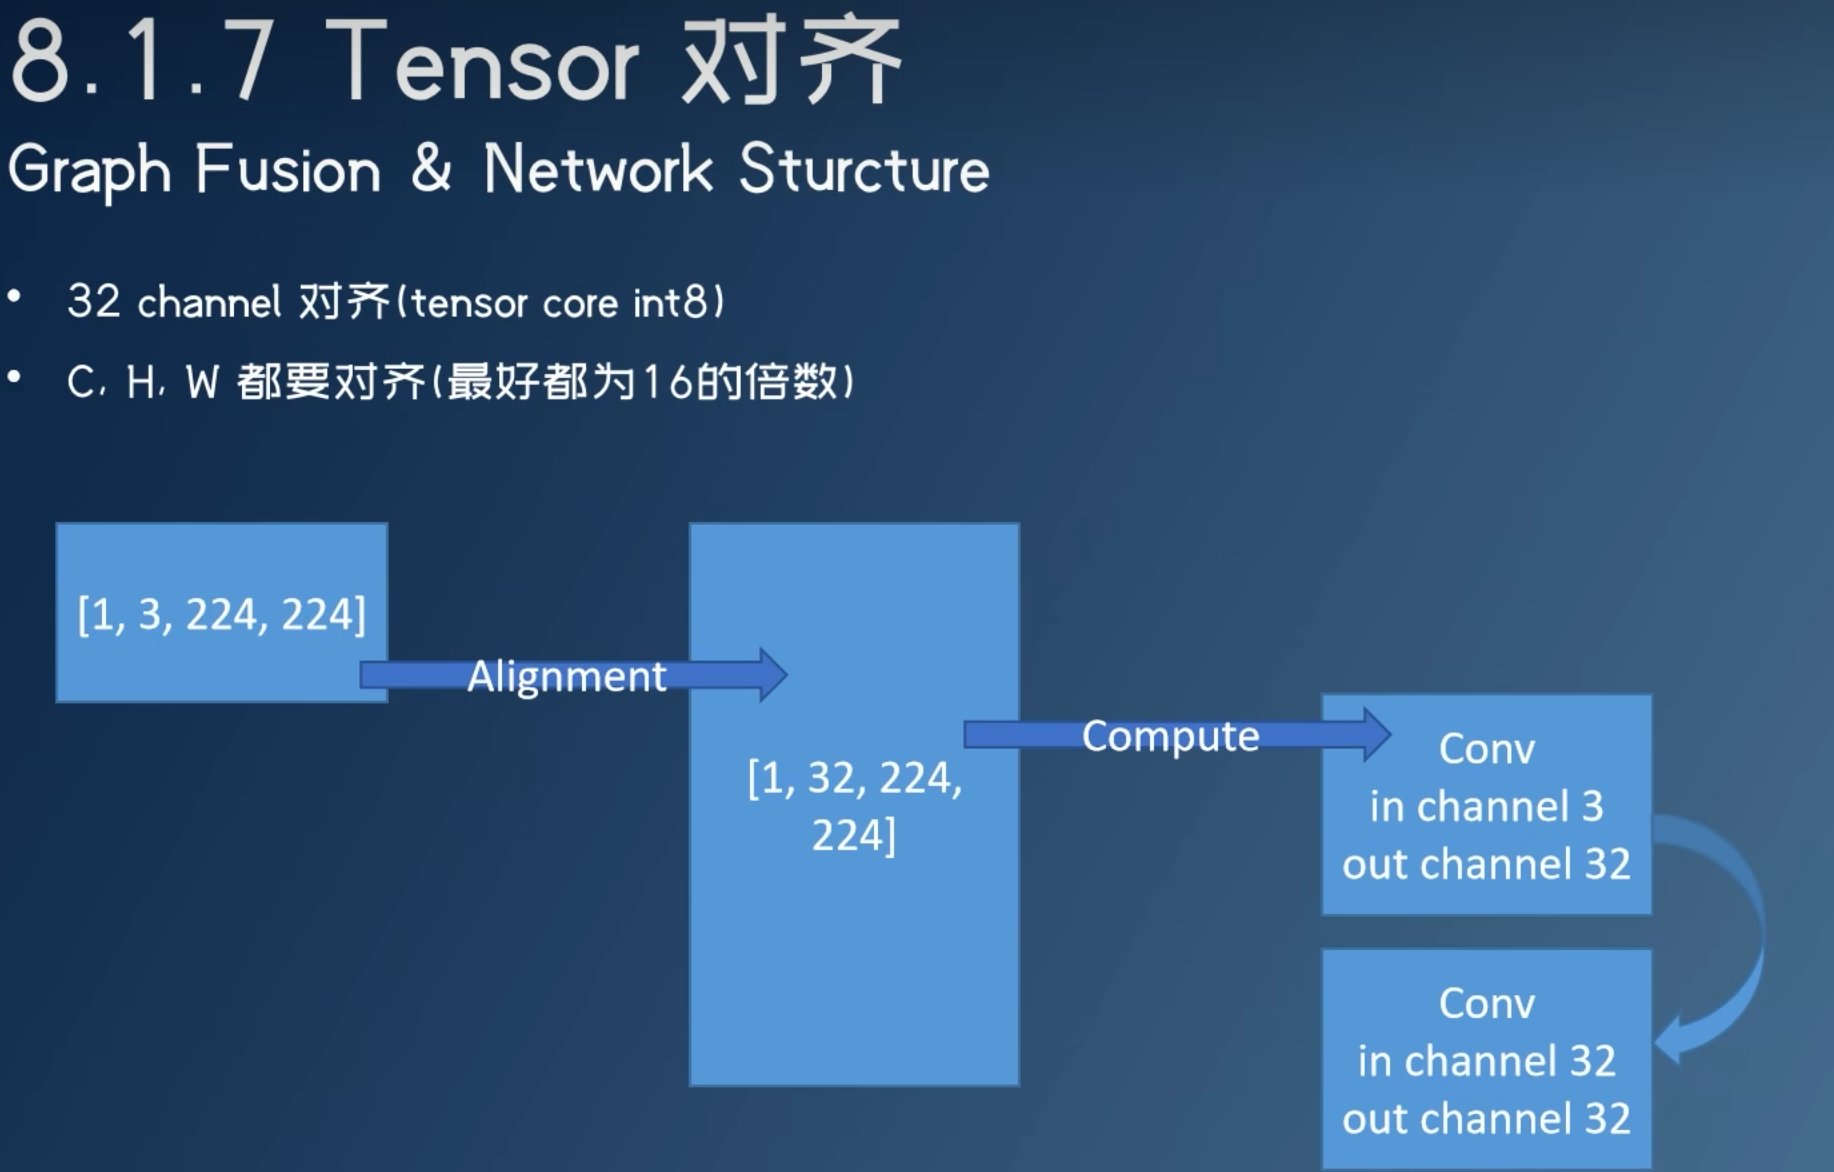 8.1.7 Tensor 对齐
Graph Fusion & Network Sturcture
• 32 channel 对齐(tensor core int8)
• C, H, W 都要对齐(最好都为16的倍数)
[1, 3, 224, 224]
Alignment
[1, 32, 224,
224]
Compute
Conv
in channel 3
out channel 32
Conv
in channel 32
out channel 32